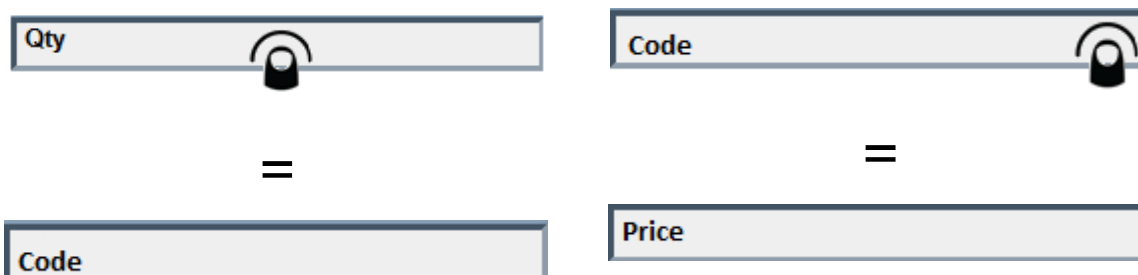 Qty
Code
=
=
Code
Price